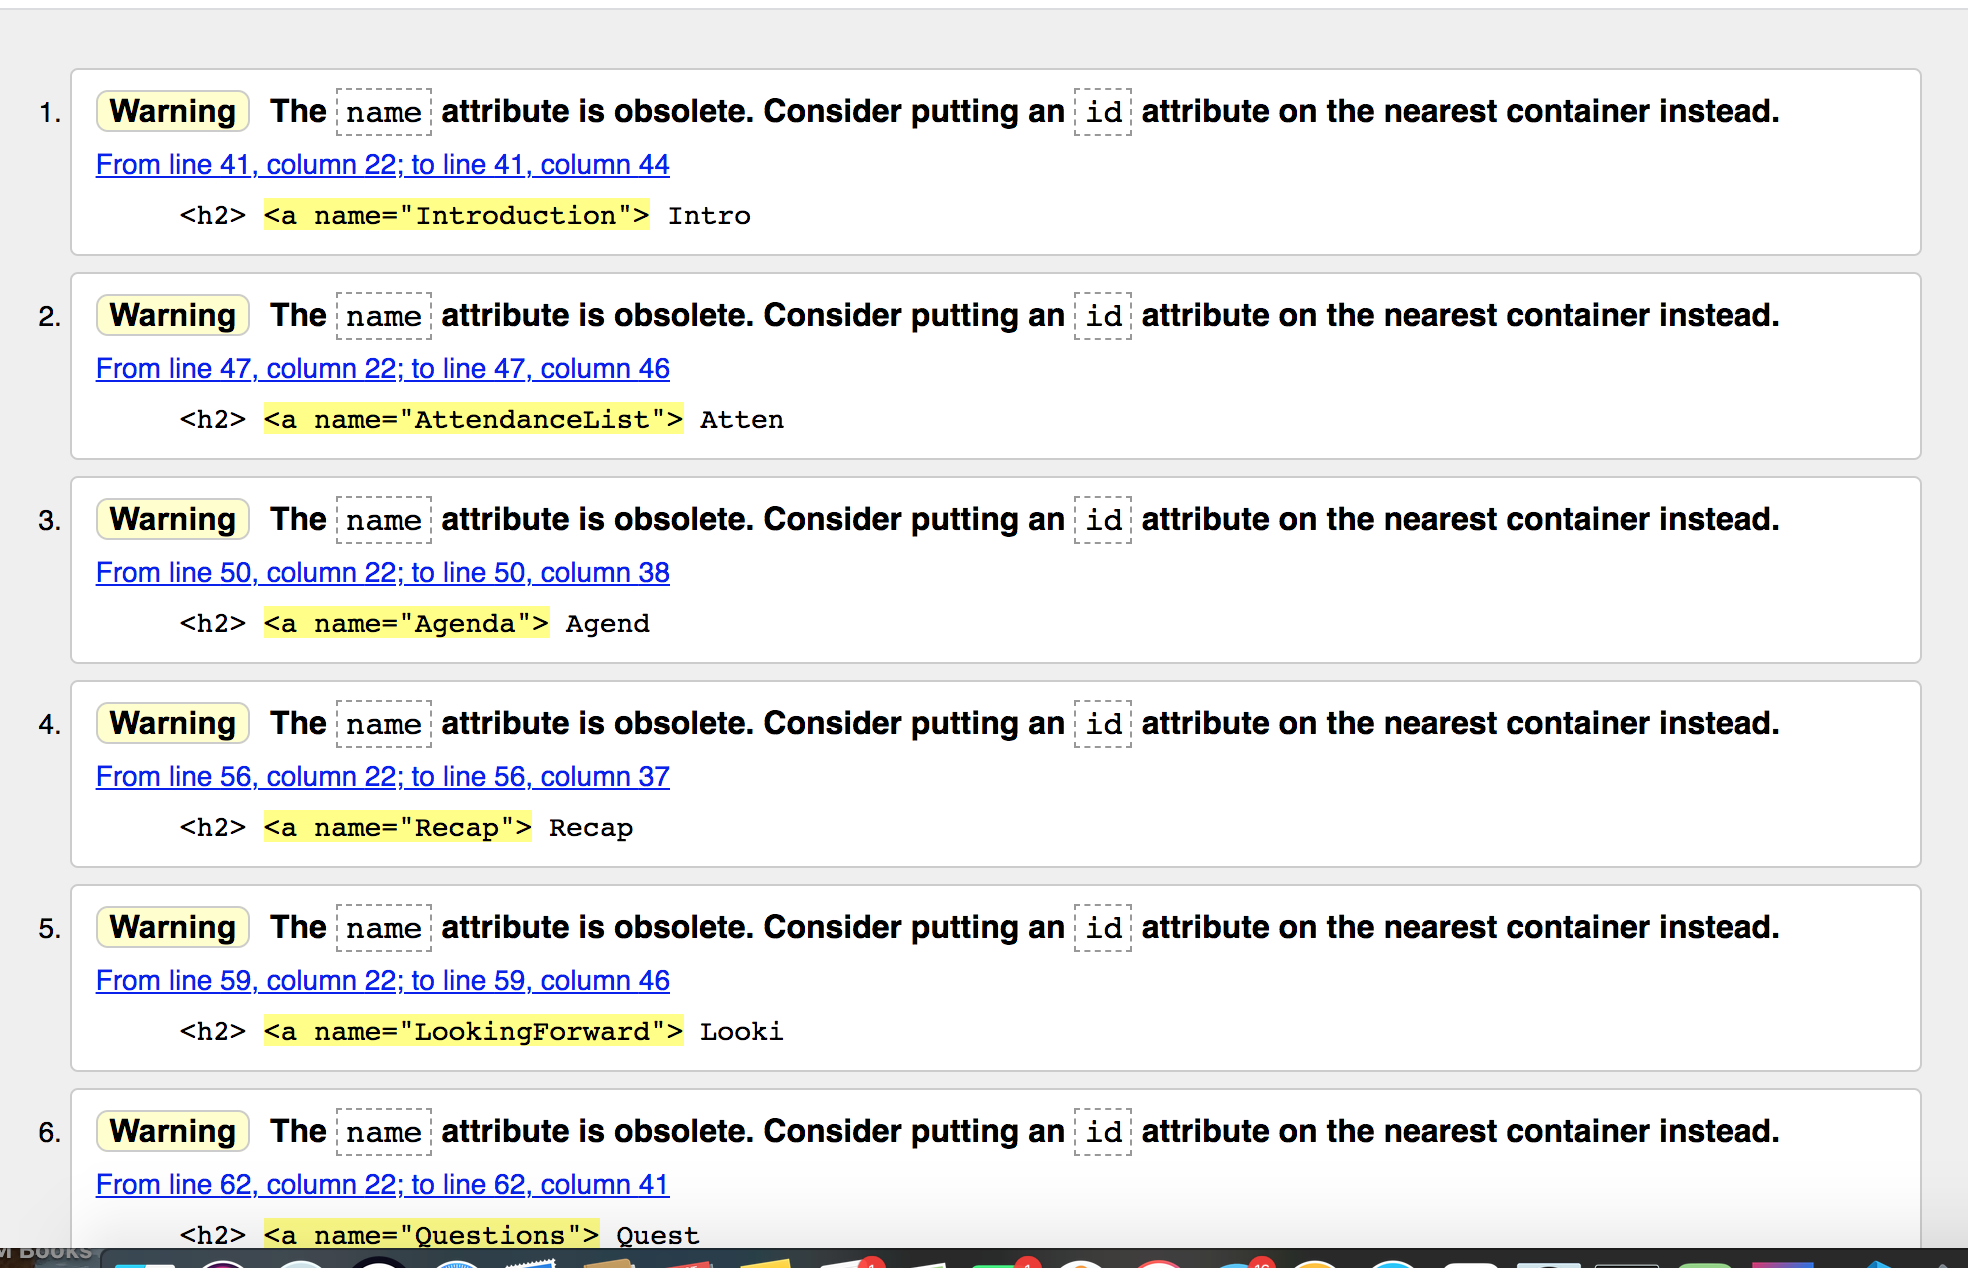 1. Warning The name attribute is obsolete. Consider putting an id attribute on the nearest container instead.
From line 41, column 22; to line 41, column 44
<h2> <a name="Introduction"> Intro
2. Warning The name attribute is obsolete. Consider putting an id attribute on the nearest container instead.
From line 47, column 22; to line 47, column 46
<h2> <a name="AttendanceList"> Atten
3. Warning The name attribute is obsolete. Consider putting an id attribute on the nearest container instead.
From line 50, column 22; to line 50, column 38
<h2> <a name="Agenda"> Agend
4. Warning The name attribute is obsolete. Consider putting an id attribute on the nearest container instead.
From line 56, column 22; to line 56, column 37
<h2> <a name="Recap"> Recap
5. Warning The name attribute is obsolete. Consider putting an id attribute on the nearest container instead.
From line 59, column 22; to line 59, column 46
<h2> <a name="LookingForward"> Looki
6. Warning The name attribute is obsolete. Consider putting an id attribute on the nearest container instead.
From line 62, column 22; to line 62, column 41
<h2> <a name="Questions"> Quest
Books